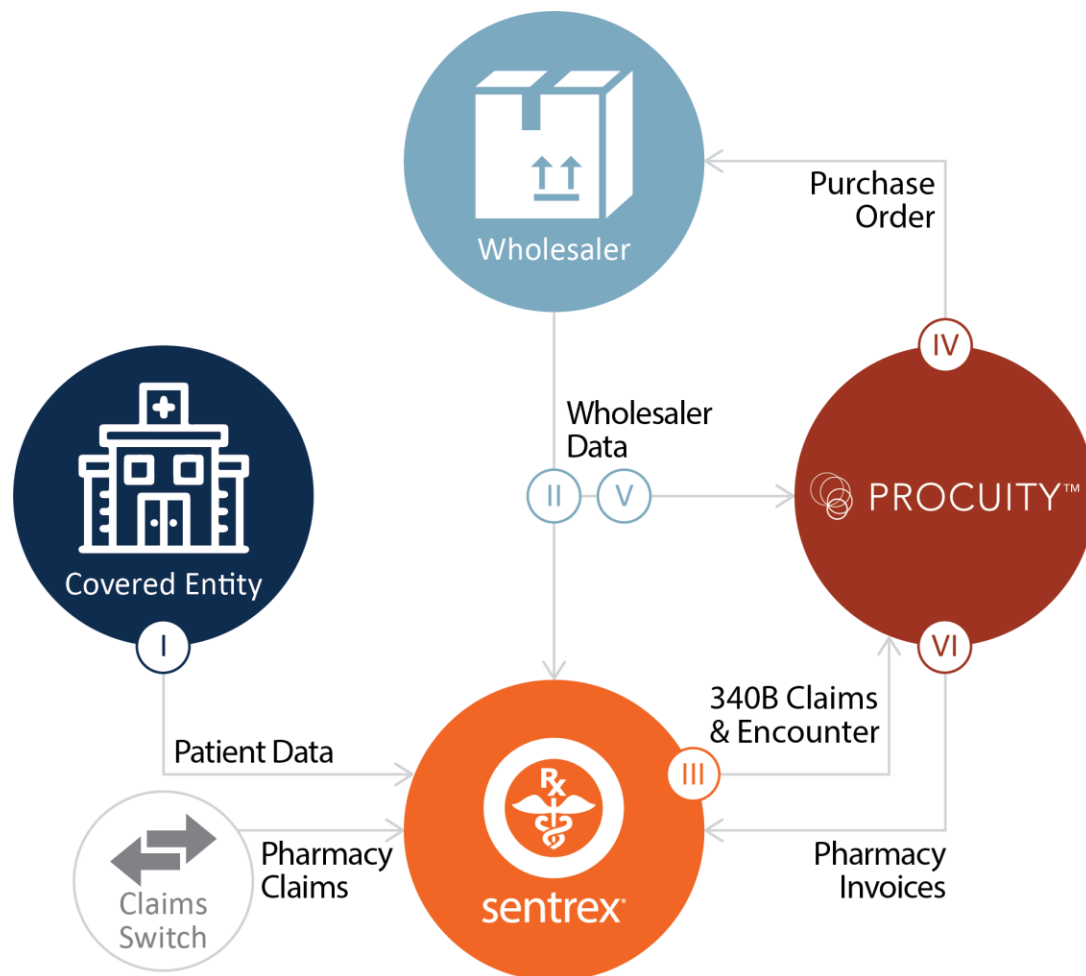 Wholesaler
Purchase
Order
IV
Wholesaler
Data
II
V
PROCUITY™
Covered Entity
I
VI
340B Claims
& Encounter
III
Patient Data
Rx
sentrex®
Pharmacy
Claims
Claims
Switch
Pharmacy
Invoices